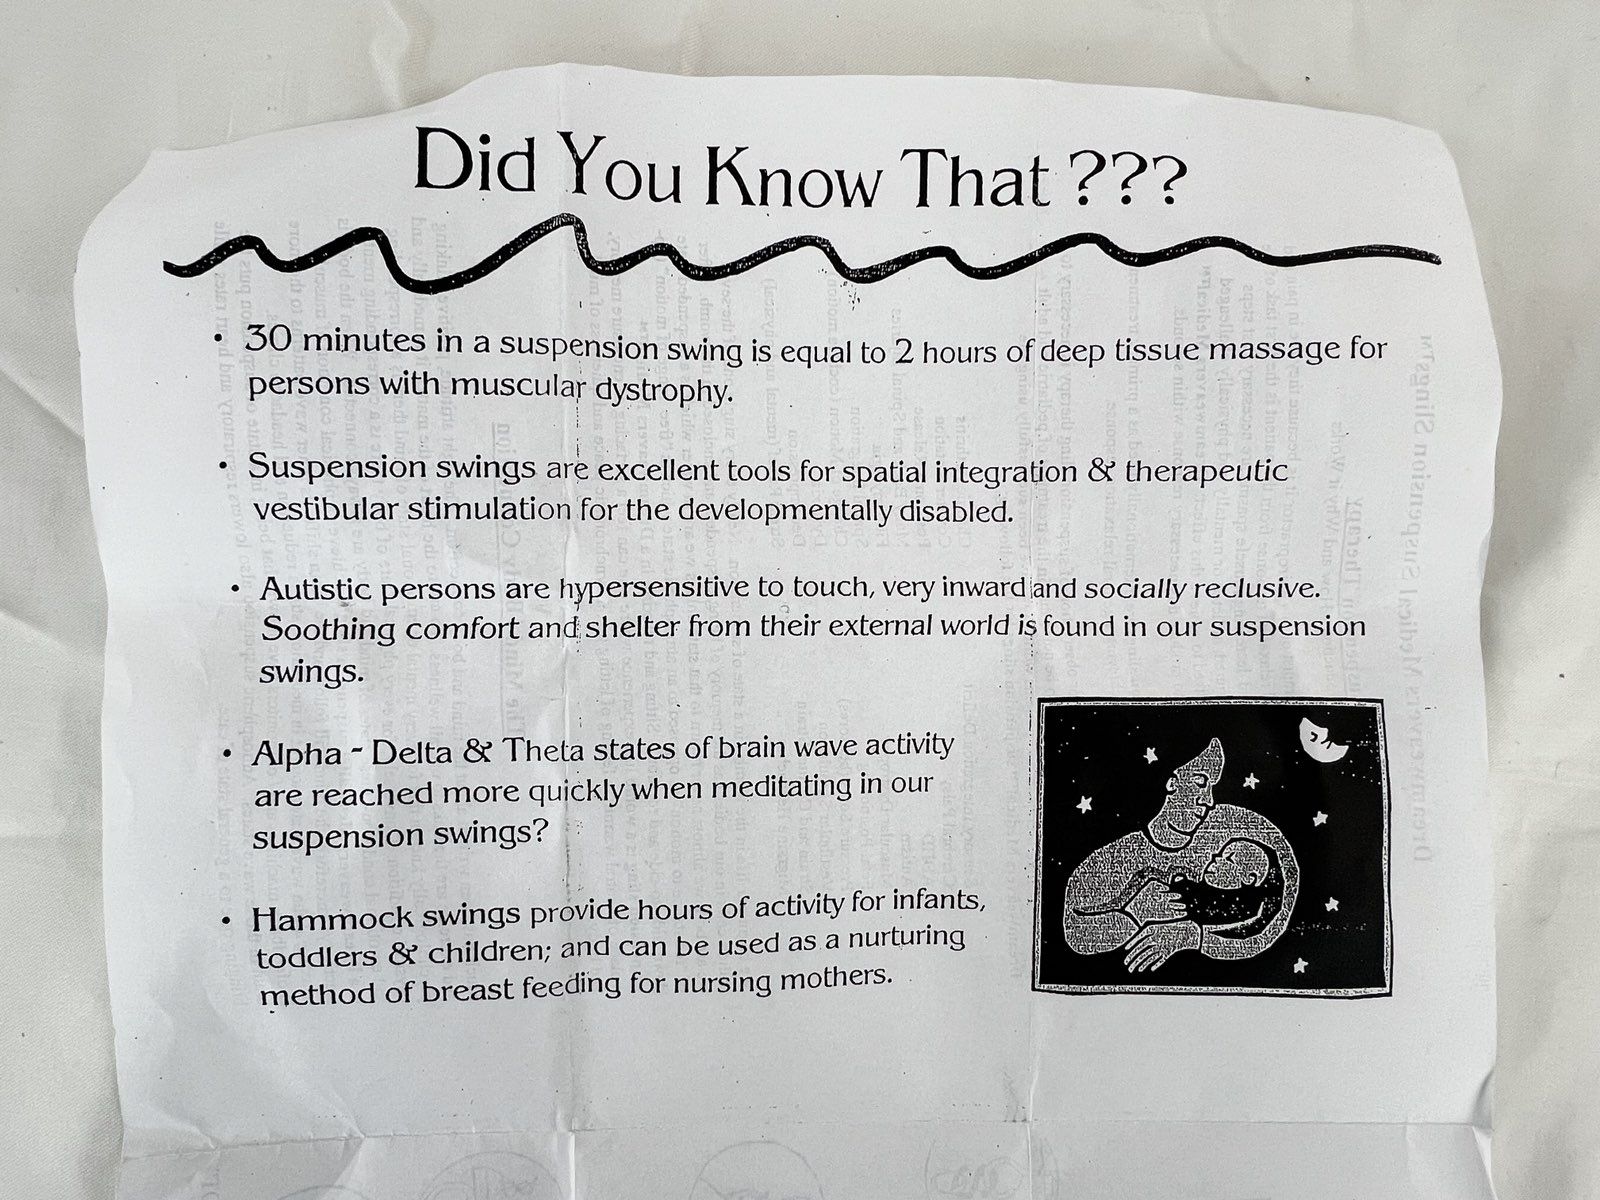 Did You Know That ???
• 30 minutes in a suspension swing is equal to 2 hours of deep tissue massage for
persons with muscular dystrophy.
• Suspension swings are excellent tools for spatial integration & therapeutic
vestibular stimulation for the developmentally disabled.
• Autistic persons are hypersensitive to touch, very inward and socially reclusive.
Soothing comfort and shelter from their external world is found in our suspension
swings.
• Alpha - Delta & Theta states of brain wave activity
are reached more quickly when meditating in our
suspension swings?
• Hammock swings provide hours of activity for infants,
toddlers & children; and can be used as a nurturing
method of breast feeding for nursing mothers.